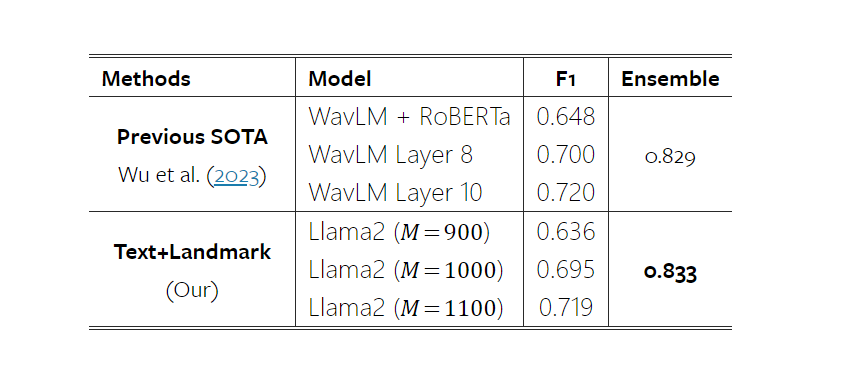 Methods Model F1 Ensemble
Previous SOTA
Wu et al. (2023)
WavLM + RoBERTa 0.648
WavLM Layer 8 0.700
WavLM Layer 10 0.720
0.829
Text+Landmark
(Our)
Llama2 (M=900) 0.636
Llama2 (M=1000) 0.695
Llama2 (M=1100) 0.719
0.833